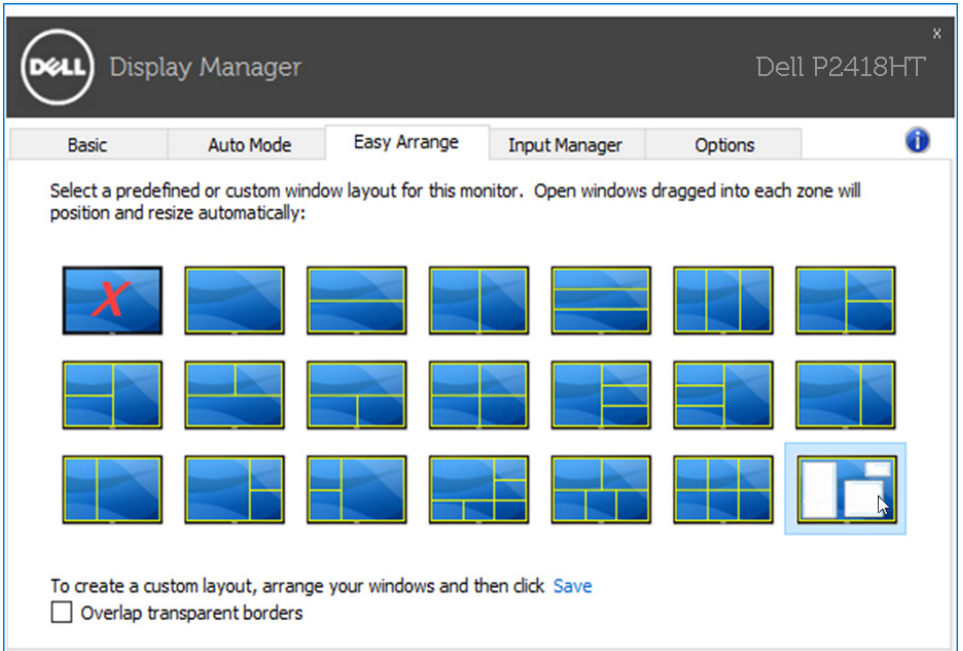 x
DELL Display Manager Dell P2418HT
Basic Auto Mode Easy Arrange Input Manager Options i
Select a predefined or custom window layout for this monitor. Open windows dragged into each zone will
position and resize automatically:
X
To create a custom layout, arrange your windows and then click Save
Overlap transparent borders